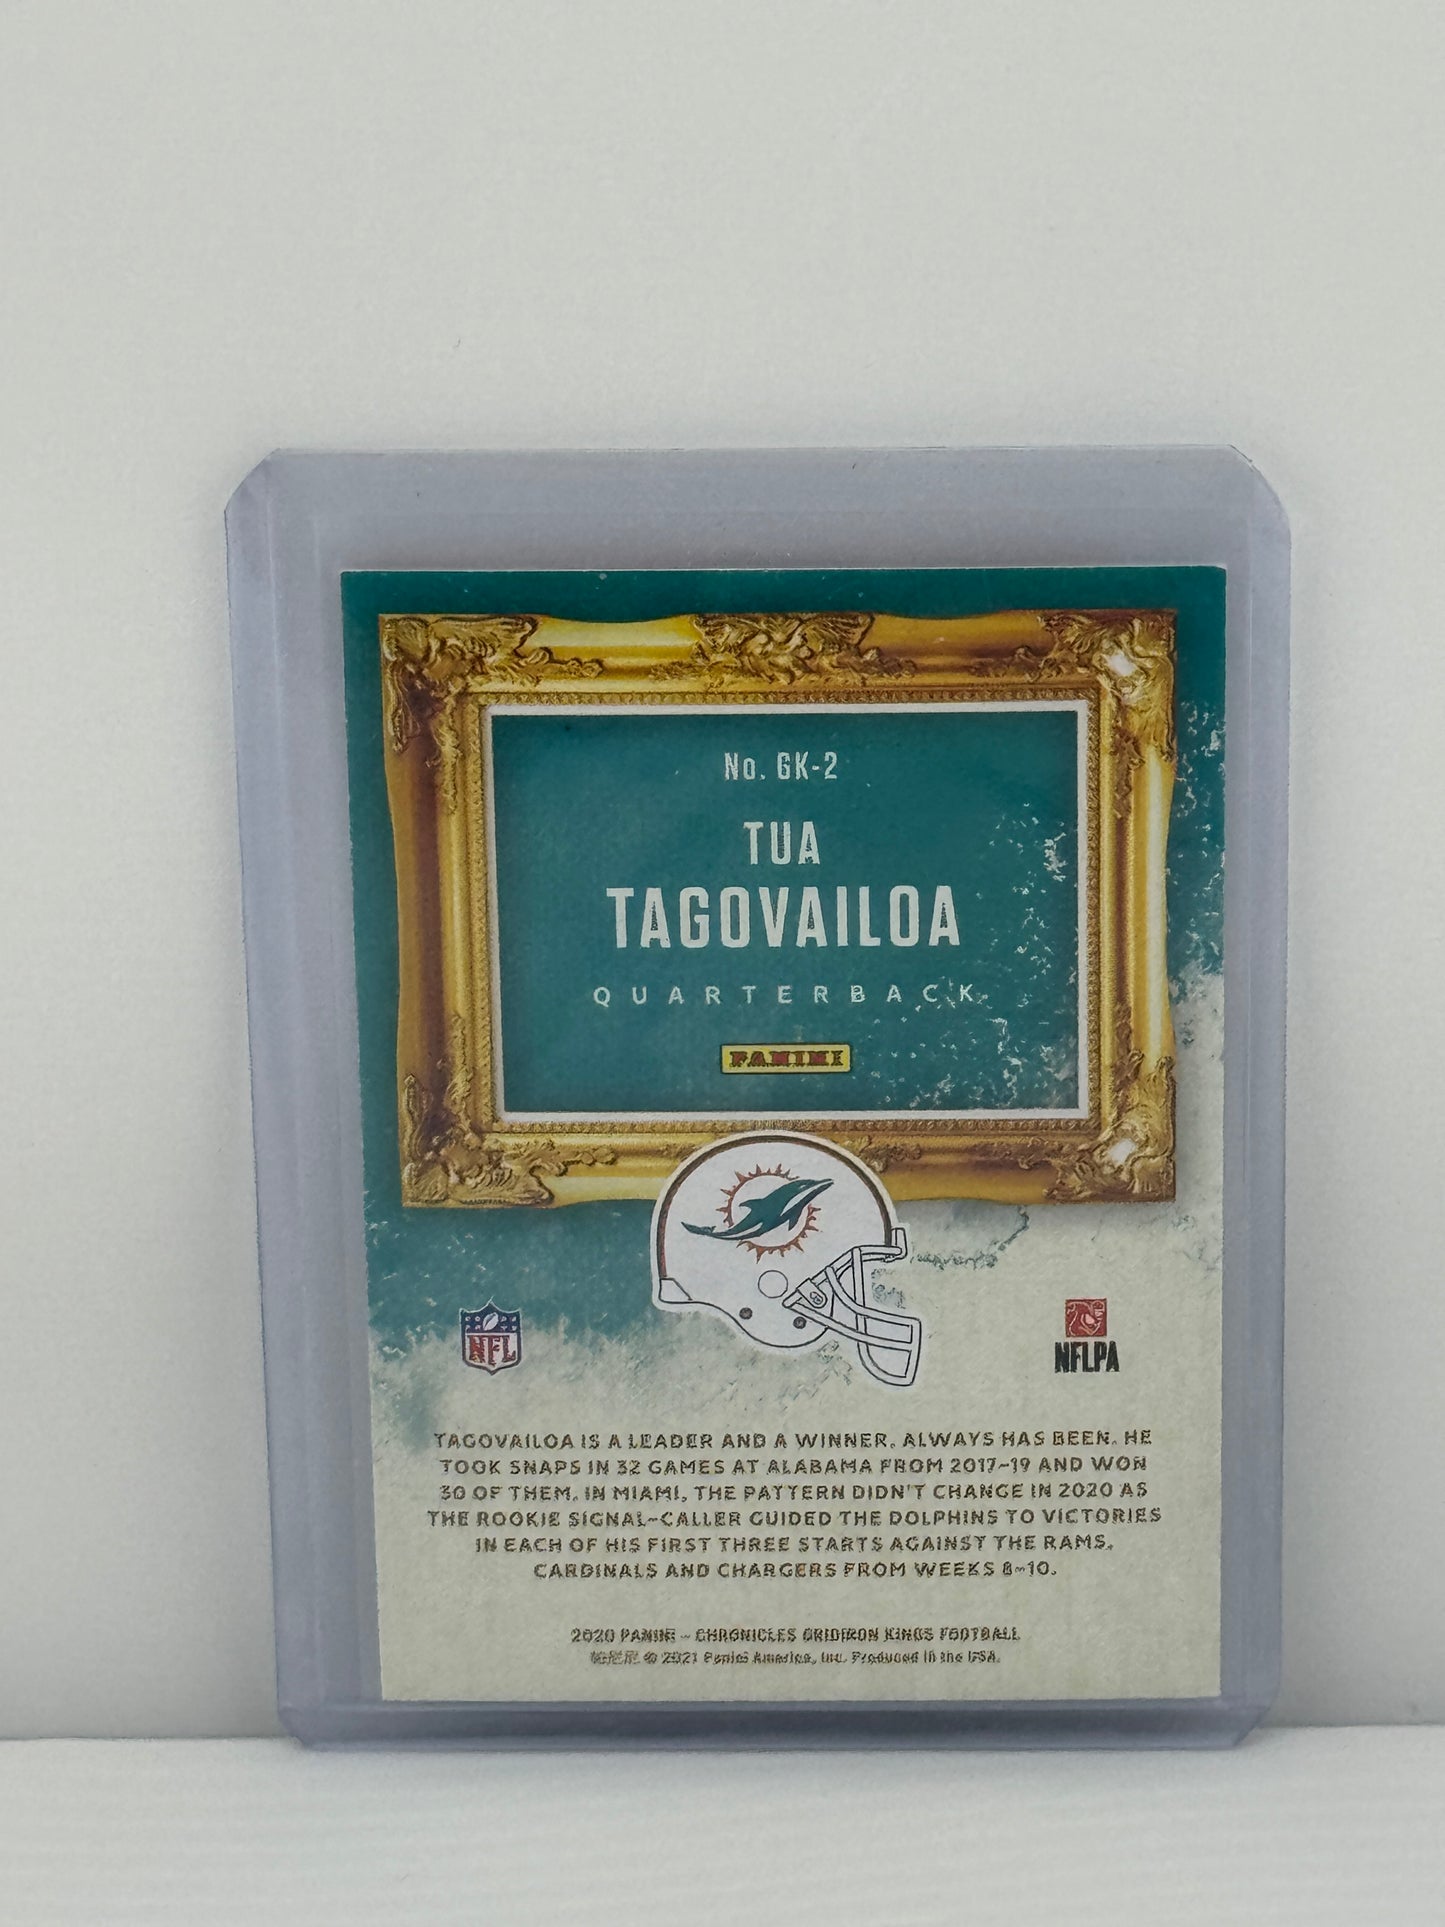 No. GK-2
TUA
TAGOVAILOA
QUARTERBACK
PANINI
NFL
NFLPA
TAGOVAILOA IS A LEADER AND A WINNER. ALWAYS HAS BEEN. HE
TOOK SNAPS IN 32 GAMES AT ALABAMA FROM 2017-19 AND WON
30 OF THEM. IN MIAMI, THE PATTERN DIDN'T CHANGE IN 2020 AS
THE ROOKIE SIGNAL-CALLER GUIDED THE DOLPHINS TO VICTORIES
IN EACH OF HIS FIRST THREE STARTS AGAINST THE RAMS,
CARDINALS AND CHARGERS FROM WEEKS 8-10.
2020 PANINI - CHRONICLES GRIDIRON KINGS FOOTBALL
© 2021 Panini America, Inc. Produced in the USA.